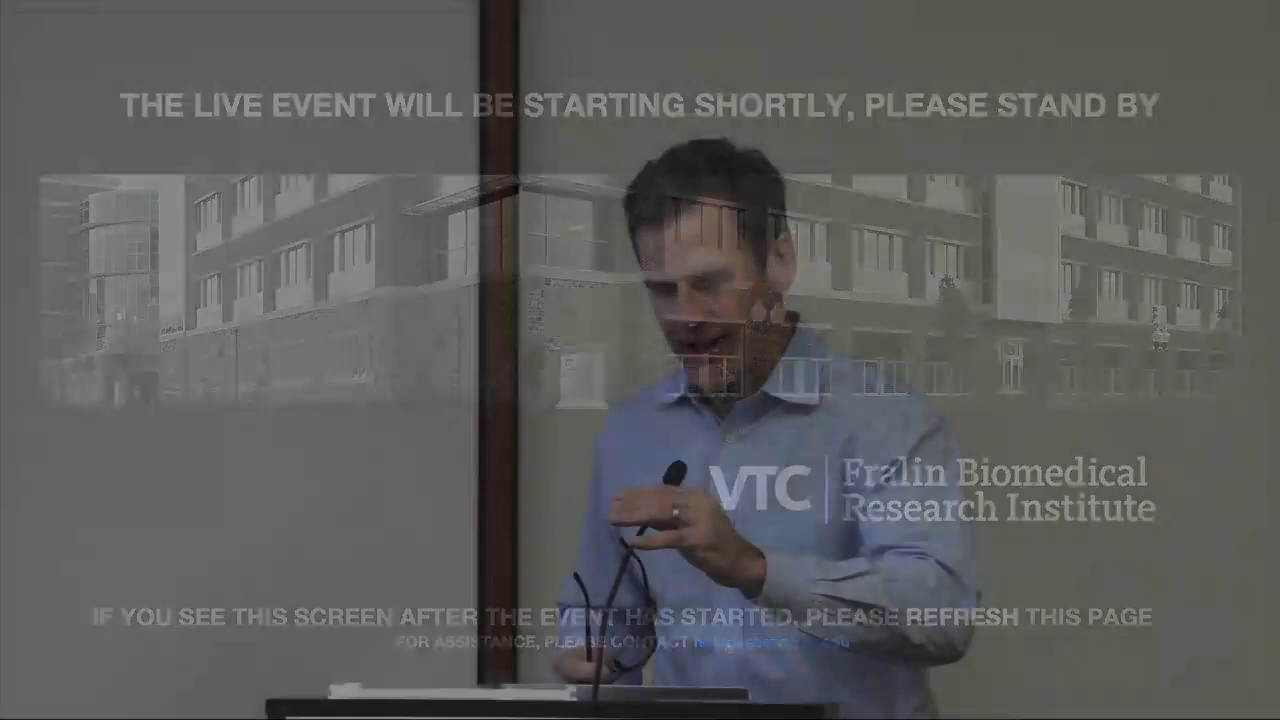 THE LIVE EVENT WILL BE STARTING SHORTLY, PLEASE STAND BY
VTC
Fralin Biomedical
Research Institute
IF YOU SEE THIS SCREEN AFTER THE EVENT HAS STARTED, PLEASE REFRESH THIS PAGE
FOR ASSISTANCE, PLEASE CONTACT